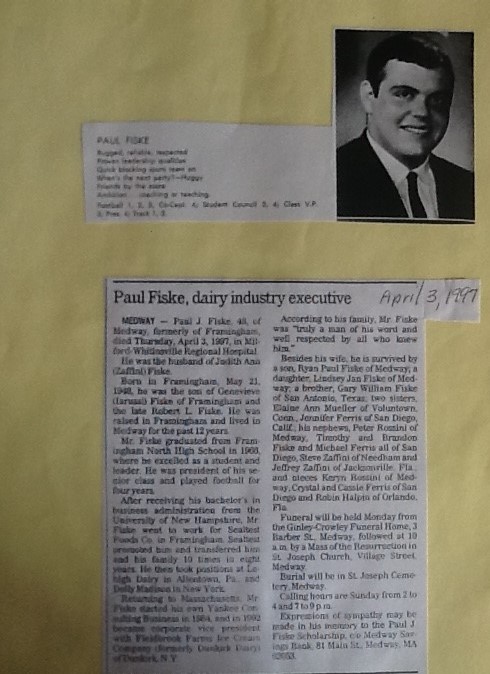 PAUL FISKE
Rugged, reliable, respected
Proven leadership qualities
Quick blocking sport team on
When's the next party?—Huggy
Friends by the score
Ambition: coaching or teaching.
Football 1, 2, 3, Co-Capt. 4; Student Council 3, 4; Class V.P.
3, Pres. 4; Track 1, 2.
Paul Fiske, dairy industry executive
April 3, 1997
MEDWAY — Paul J. Fiske, 48, of
Medway, formerly of Framingham,
died Thursday, April 3, 1997, in Mil-
ford-Whitinsville Regional Hospital.
He was the husband of Judith Ann
(Zaffini) Fiske.
Born in Framingham, May 21,
1948, he was the son of Genevieve
(Iarussi) Fiske of Framingham and
the late Robert L. Fiske. He was
raised in Framingham and lived in
Medway for the past 12 years.
Mr. Fiske graduated from Fram-
ingham North High School in 1966,
where he excelled as a student and
leader. He was president of his se-
nior class and played football for
four years.
After receiving his bachelor's in
business administration from the
University of New Hampshire, Mr.
Fiske went to work for Sealtest
Foods Co. in Framingham. Sealtest
promoted him and transferred him
and his family 10 times in eight
years. He then took positions at Le-
high Dairy in Allentown, Pa., and
Dolly Madison in New York.
Returning to Massachusetts, Mr.
Fiske started his own Yankee Con-
sulting Business in 1984, and in 1992
became corporate vice president
with Fieldbrook Farms Ice Cream
Company (formerly Dunkirk Dairy)
of Dunkirk, N.Y.
According to his family, Mr. Fiske
was "truly a man of his word and
well respected by all who knew
him."
Besides his wife, he is survived by
a son, Ryan Paul Fiske of Medway, a
daughter, Lindsey Jan Fiske of Med-
way, a brother, Gary William Fiske
of San Antonio, Texas, two sisters,
Elaine Ann Mueller of Voluntown,
Conn., Jennifer Ferris of San Diego,
Calif.; his nephews, Peter Rossini of
Medway, Timothy and Brandon
Fiske and Michael Ferris all of San
Diego, Steve Zaffini of Needham and
Jeffrey Zaffini of Jacksonville, Fla.;
and nieces Keryn Rossini of Med-
way, Crystal and Cassie Ferris of San
Diego and Robin Halpin of Orlando,
Fla.
Funeral will be held Monday from
the Ginley-Crowley Funeral Home, 3
Barber St., Medway, followed at 10
a.m. by a Mass of the Resurrection in
St. Joseph Church, Village Street,
Medway.
Burial will be in St. Joseph Ceme-
tery, Medway.
Calling hours are Sunday from 2 to
4 and 7 to 9 p.m.
Expressions of sympathy may be
made in his memory to the Paul J.
Fiske Scholarship, c/o Medway Sav-
ings Bank, 81 Main St., Medway, MA
02053.